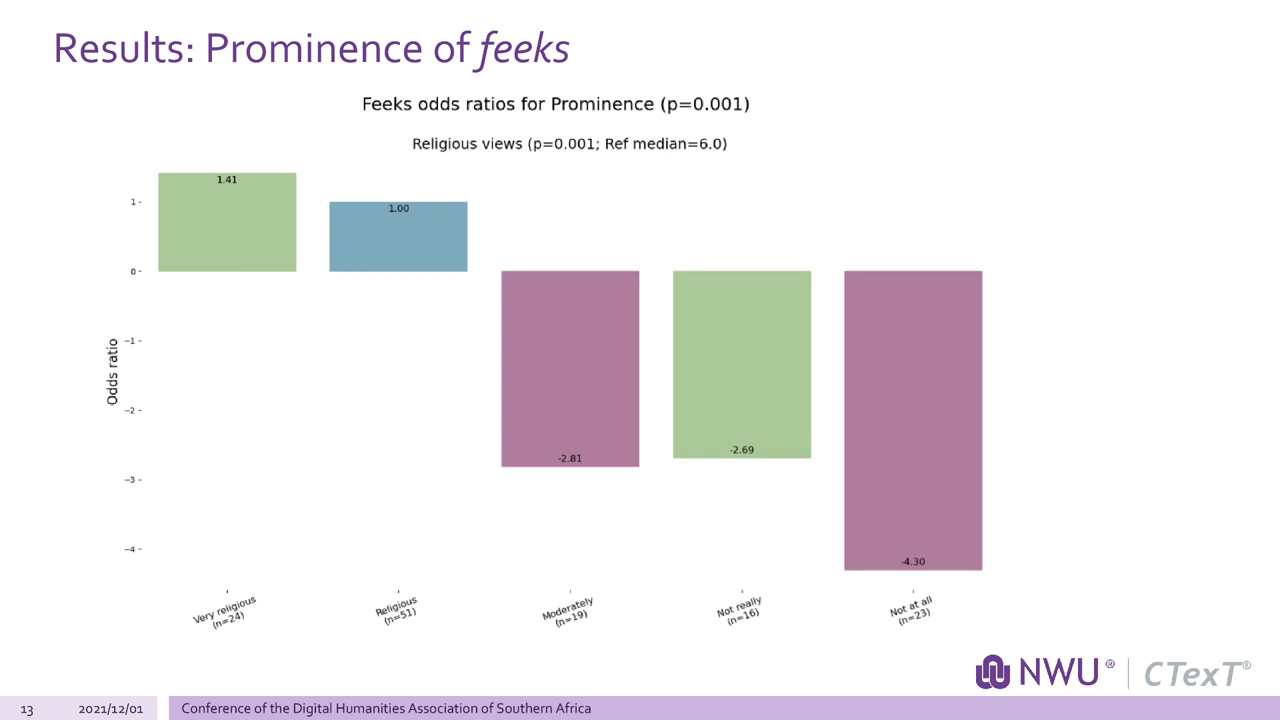 Results: Prominence of feeks
Feeks odds ratios for Prominence (p=0.001)
Religious views (p=0.001; Ref median=6.0)
Odds ratio
1
0
−1
−2
−3
−4
1.41
1.00
-2.81
-2.69
-4.30
Very religious
(n=24)
Religious
(n=51)
Moderately
(n=19)
Not really
(n=16)
Not at all
(n=23)
NWU® | CTexT®
13 2021/12/01 Conference of the Digital Humanities Association of Southern Africa